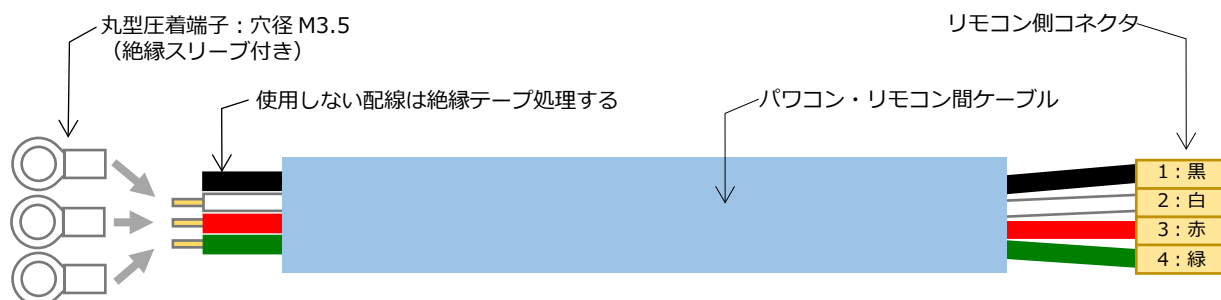 丸型圧着端子：穴径 M3.5
（絶縁スリーブ付き）
リモコン側コネクタ
使用しない配線は絶縁テープ処理する
パワコン・リモコン間ケーブル
1：黒
2：白
3：赤
4：緑